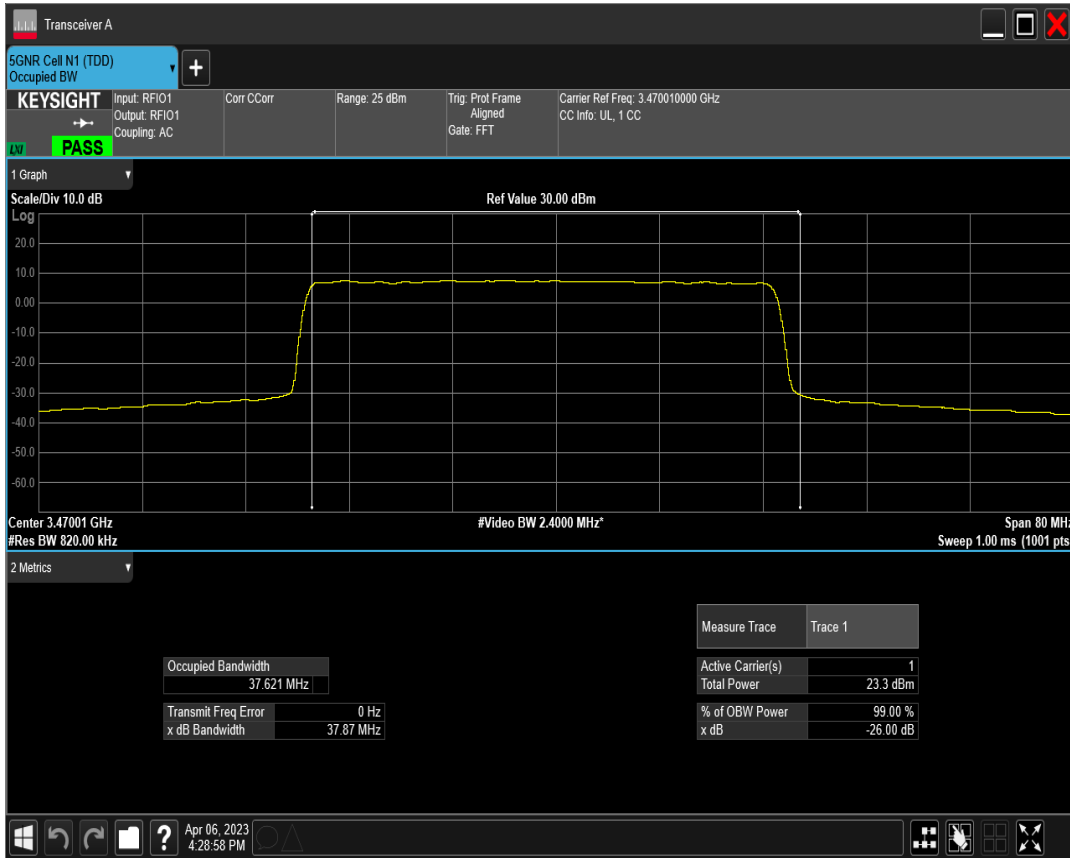 Transceiver A
5GNR Cell N1 (TDD)
Occupied BW
KEYSIGHT
LXI
PASS
Input: RFIO1
Output: RFIO1
Coupling: AC
Corr CCorr
Range: 25 dBm
Trig: Prot Frame
Aligned
Gate: FFT
Carrier Ref Freq: 3.470010000 GHz
CC Info: UL, 1 CC
1 Graph
Scale/Div 10.0 dB
Ref Value 30.00 dBm
Log
20.0
10.0
0.00
-10.0
-20.0
-30.0
-40.0
-50.0
-60.0
Center 3.47001 GHz
#Video BW 2.4000 MHz*
Span 80 MHz
#Res BW 820.00 kHz
Sweep 1.00 ms (1001 pts
2 Metrics
Measure Trace Trace 1
Occupied Bandwidth
37.621 MHz
Active Carrier(s) 1
Total Power 23.3 dBm
Transmit Freq Error 0 Hz
x dB Bandwidth 37.87 MHz
% of OBW Power 99.00 %
x dB -26.00 dB
?
Apr 06, 2023
4:28:58 PM